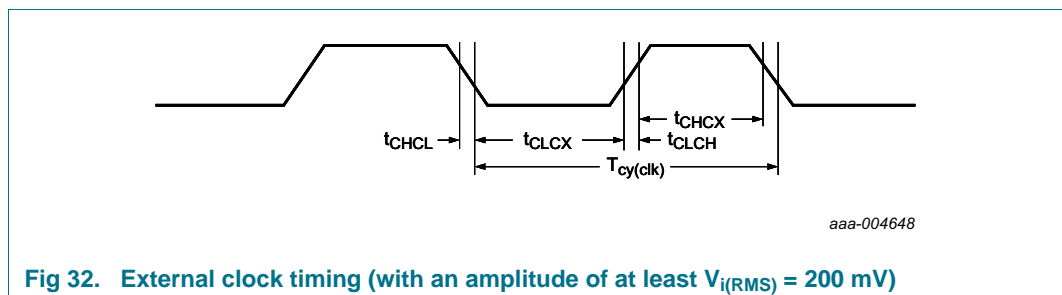 tCHCX
tCHCL tCLCX tCLCH
Tcy(clk)
aaa-004648
Fig 32. External clock timing (with an amplitude of at least Vi(RMS) = 200 mV)